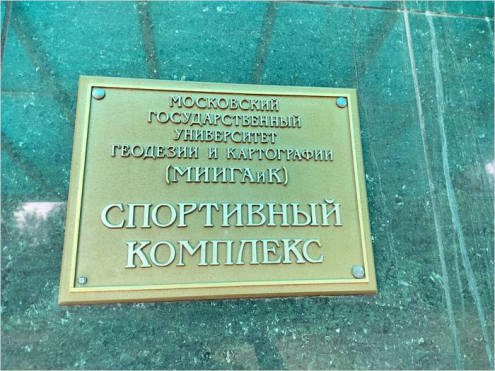 МОСКОВСКИЙ
ГОСУДАРСТВЕННЫЙ
УНИВЕРСИТЕТ
ГЕОДЕЗИИ И КАРТОГРАФИИ
(МИИГАиК)
СПОРТИВНЫЙ
КОМПЛЕКС